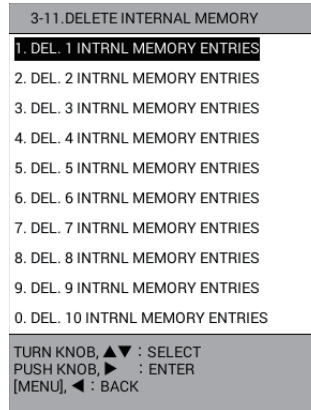 3-11.DELETE INTERNAL MEMORY
1. DEL. 1 INTRNL MEMORY ENTRIES
2. DEL. 2 INTRNL MEMORY ENTRIES
3. DEL. 3 INTRNL MEMORY ENTRIES
4. DEL. 4 INTRNL MEMORY ENTRIES
5. DEL. 5 INTRNL MEMORY ENTRIES
6. DEL. 6 INTRNL MEMORY ENTRIES
7. DEL. 7 INTRNL MEMORY ENTRIES
8. DEL. 8 INTRNL MEMORY ENTRIES
9. DEL. 9 INTRNL MEMORY ENTRIES
0. DEL. 10 INTRNL MEMORY ENTRIES
TURN KNOB, ▲▼ : SELECT
PUSH KNOB, ▶ : ENTER
[MENU], ◀ : BACK